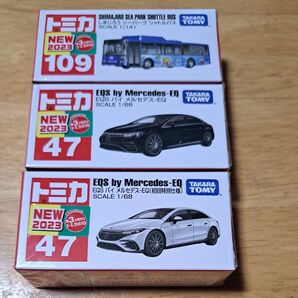 トミカ
SHIMAJIRO SEA PARK SHUTTLE BUS
しまじろう シーパーク シャトルバス
SCALE 1/141
TAKARA TOMY
NEW 2023
109
トミカ
EQS by Mercedes-EQ
EQS バイ メルセデス-EQ
SCALE 1/68
TAKARA TOMY
NEW 2023
47
トミカ
EQS by Mercedes-EQ
EQS バイ メルセデス-EQ(初回特別仕様)
SCALE 1/68
TAKARA TOMY
NEW 2023
47